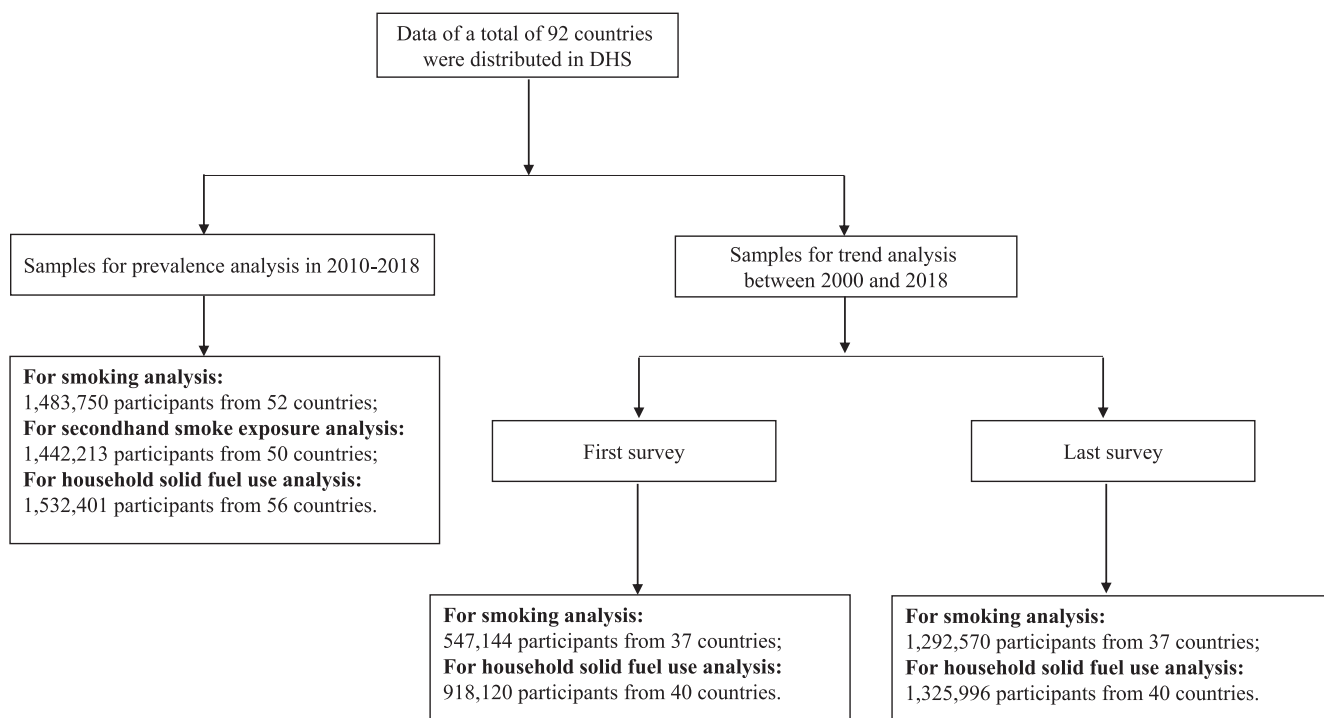 Data of a total of 92 countries
were distributed in DHS
Samples for prevalence analysis in 2010-2018
Samples for trend analysis
between 2000 and 2018
For smoking analysis:
1,483,750 participants from 52 countries;
For secondhand smoke exposure analysis:
1,442,213 participants from 50 countries;
For household solid fuel use analysis:
1,532,401 participants from 56 countries.
First survey
Last survey
For smoking analysis:
547,144 participants from 37 countries;
For household solid fuel use analysis:
918,120 participants from 40 countries.
For smoking analysis:
1,292,570 participants from 37 countries;
For household solid fuel use analysis:
1,325,996 participants from 40 countries.